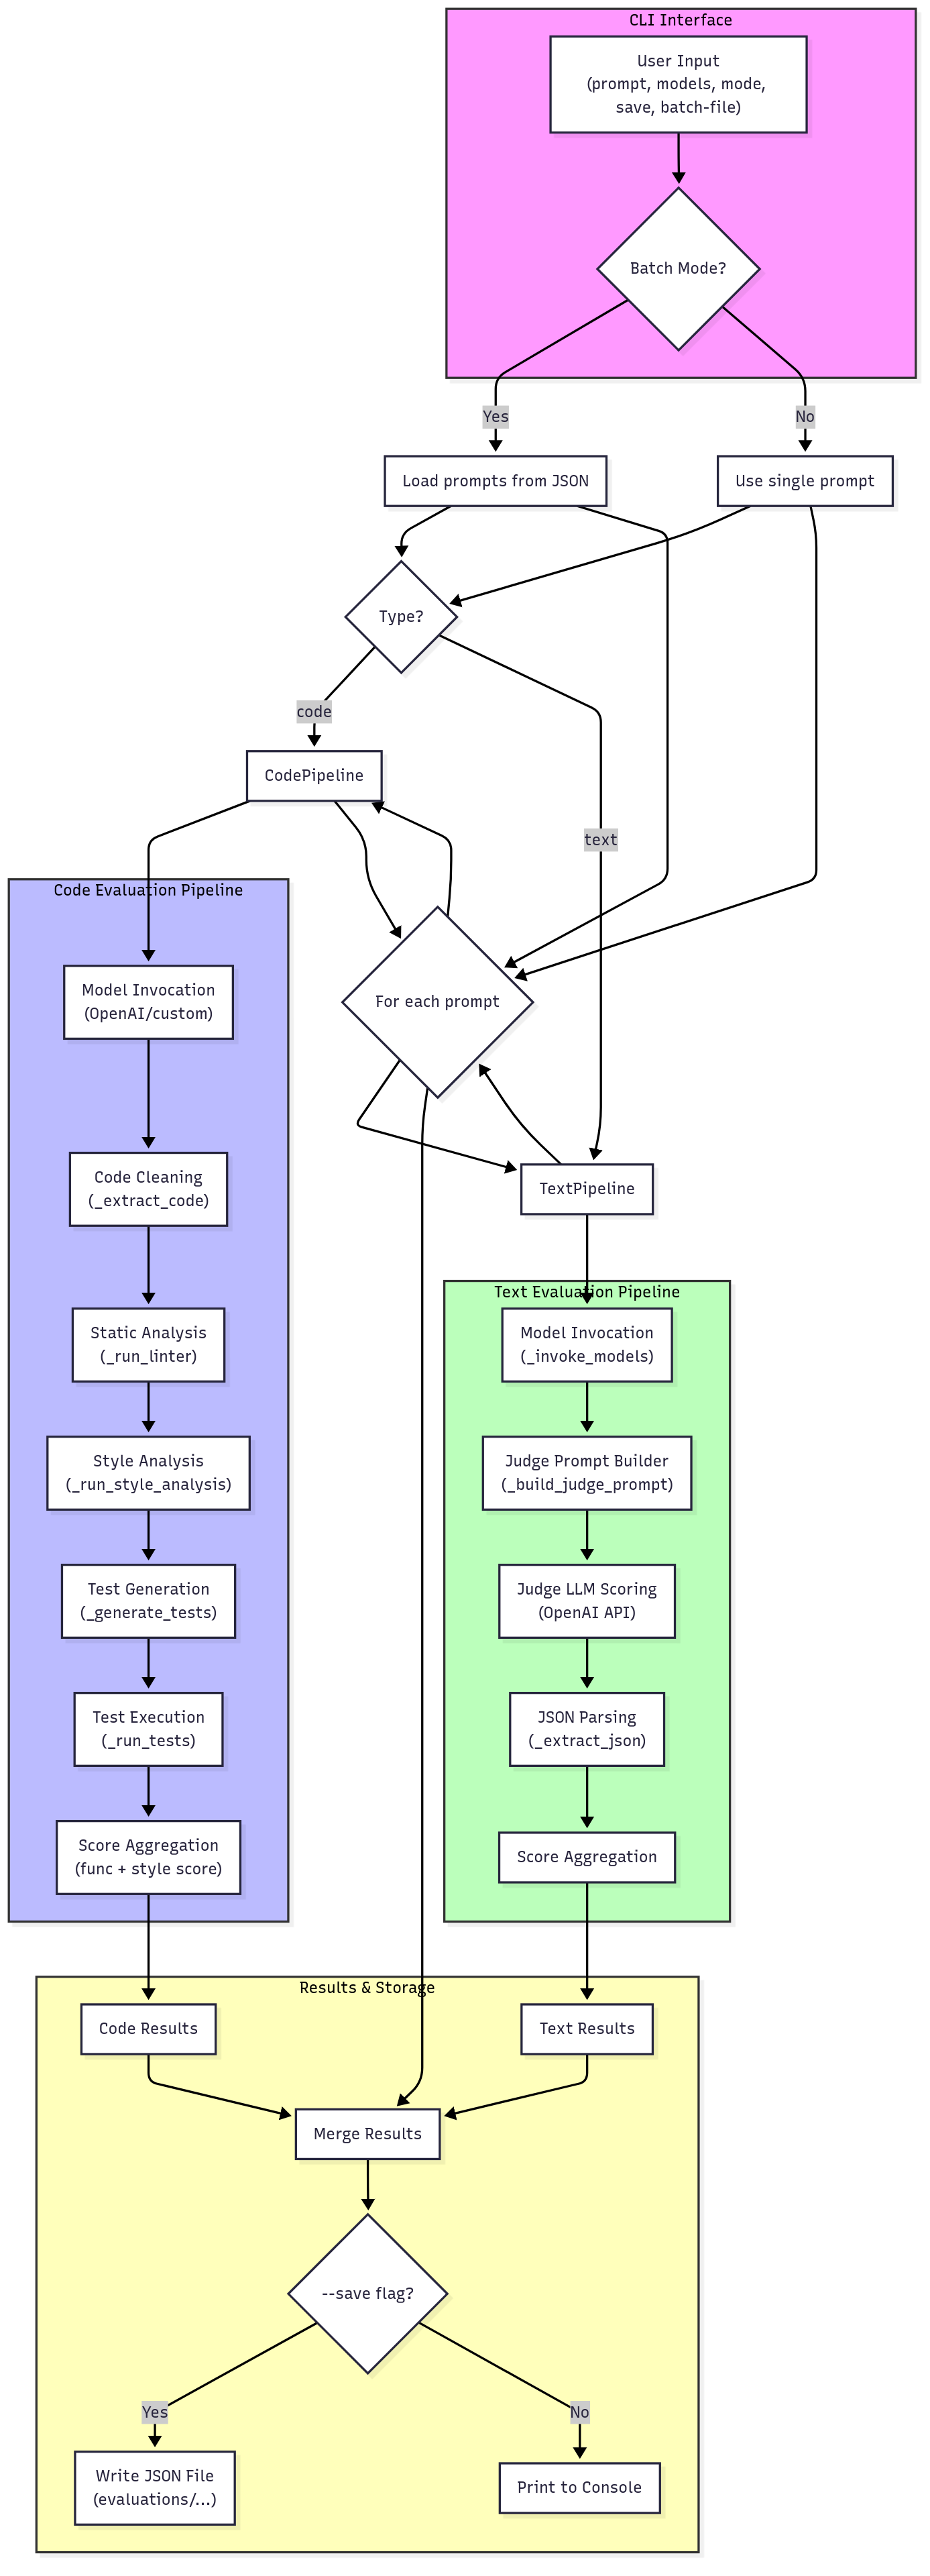 CLI Interface
User Input
(prompt, models, mode,
save, batch-file)
Batch Mode?
Yes
No
Load prompts from JSON
Use single prompt
Type?
code
CodePipeline
text
Code Evaluation Pipeline
Model Invocation
(OpenAI/custom)
For each prompt
Code Cleaning
(_extract_code)
TextPipeline
Text Evaluation Pipeline
Static Analysis
(_run_linter)
Model Invocation
(_invoke_models)
Style Analysis
(_run_style_analysis)
Judge Prompt Builder
(_build_judge_prompt)
Test Generation
(_generate_tests)
Judge LLM Scoring
(OpenAI API)
Test Execution
(_run_tests)
JSON Parsing
(_extract_json)
Score Aggregation
(func + style score)
Score Aggregation
Results & Storage
Code Results
Text Results
Merge Results
--save flag?
Yes
No
Write JSON File
(evaluations/...)
Print to Console